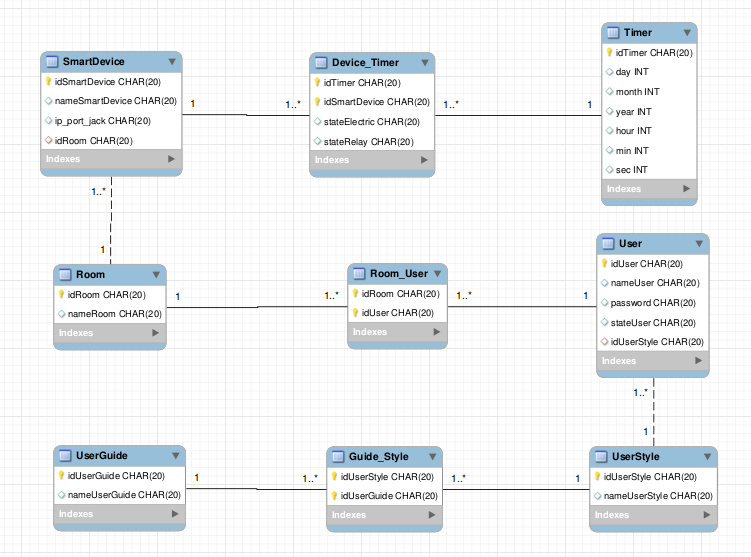 SmartDevice
idSmartDevice CHAR(20)
nameSmartDevice CHAR(20)
ip_port_jack CHAR(20)
idRoom CHAR(20)
Indexes
1
1..*
Device_Timer
idTimer CHAR(20)
idSmartDevice CHAR(20)
stateElectric CHAR(20)
stateRelay CHAR(20)
Indexes
1..*
1
Timer
idTimer CHAR(20)
day INT
month INT
year INT
hour INT
min INT
sec INT
Indexes
1..*
1
Room
idRoom CHAR(20)
nameRoom CHAR(20)
Indexes
1
1..*
Room_User
idRoom CHAR(20)
idUser CHAR(20)
Indexes
1..*
1
User
idUser CHAR(20)
nameUser CHAR(20)
password CHAR(20)
stateUser CHAR(20)
idUserStyle CHAR(20)
Indexes
1..*
1
UserGuide
idUserGuide CHAR(20)
nameUserGuide CHAR(20)
Indexes
1
1..*
Guide_Style
idUserStyle CHAR(20)
idUserGuide CHAR(20)
Indexes
1..*
1
UserStyle
idUserStyle CHAR(20)
nameUserStyle CHAR(20)
Indexes